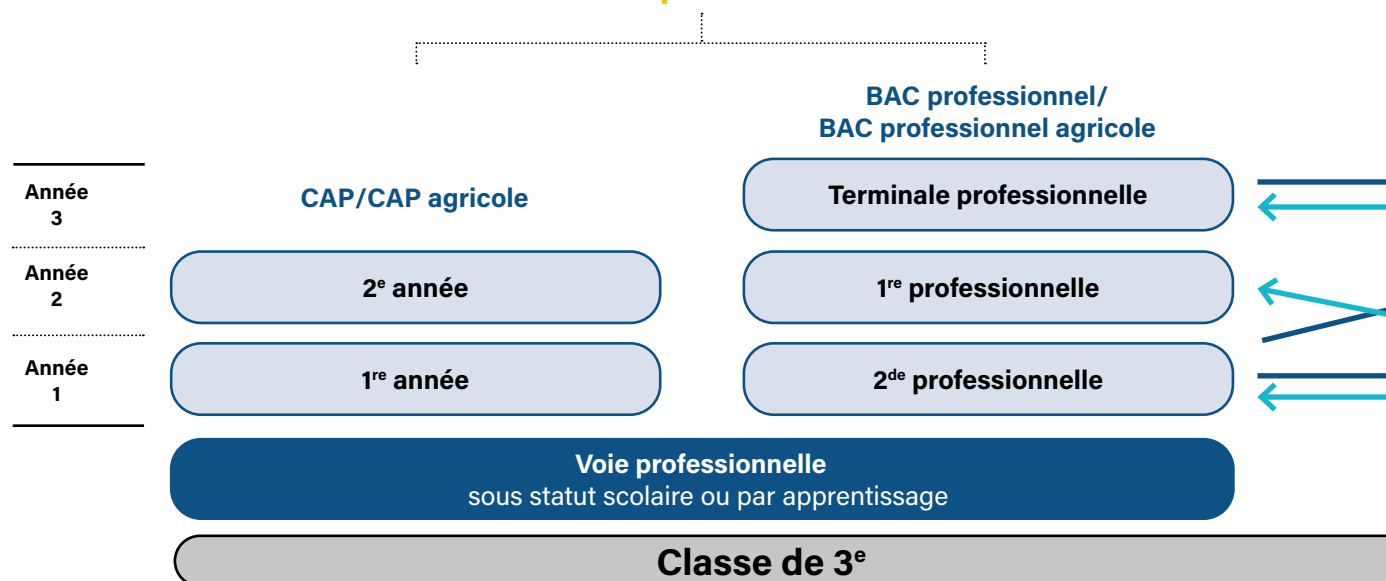 BAC professionnel/
BAC professionnel agricole
Année
3
CAP/CAP agricole
Terminale professionnelle
Année
2
2e année
1re professionnelle
Année
1
1re année
2de professionnelle
Voie professionnelle
sous statut scolaire ou par apprentissage
Classe de 3e